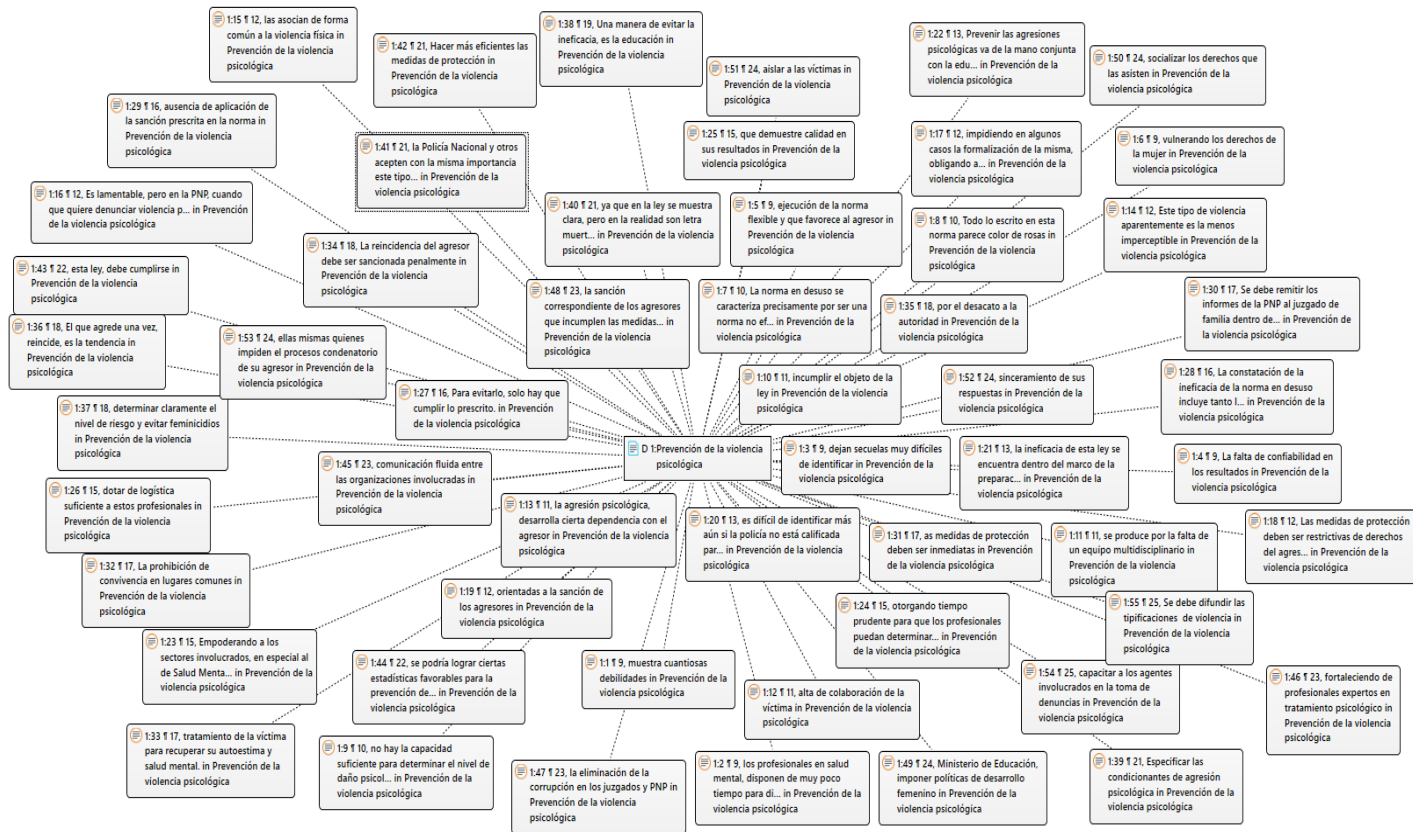 1:15 ¶ 12, las asocian de forma
común a la violencia física in
Prevención de la violencia
psicológica
1:42 ¶ 21, Hacer más eficientes las
medidas de protección in
Prevención de la violencia
psicológica
1:38 ¶ 19, Una manera de evitar la
ineficacia, es la educación in
Prevención de la violencia
psicológica
1:51 ¶ 24, aislar a las víctimas in
Prevención de la violencia
psicológica
1:22 ¶ 13, Prevenir las agresiones
psicológicas va de la mano conjunta
con la edu... in Prevención de la
violencia psicológica
1:50 ¶ 24, socializar los derechos que
las asisten in Prevención de la
violencia psicológica
1:29 ¶ 16, ausencia de aplicación de
la sanción prescrita en la norma in
Prevención de la violencia
psicológica
1:41 ¶ 21, la Policía Nacional y otros
acepten con la misma importancia
este tipo... in Prevención de la
violencia psicológica
1:25 ¶ 15, que demuestre calidad en
sus resultados in Prevención de la
violencia psicológica
1:17 ¶ 12, impidiendo en algunos
casos la formalización de la misma,
obligando a... in Prevención de la
violencia psicológica
1:6 ¶ 9, vulnerando los derechos de
la mujer in Prevención de la
violencia psicológica
1:16 ¶ 12, Es lamentable, pero en la PNP, cuando
que quiere denunciar violencia p... in Prevención
de la violencia psicológica
1:34 ¶ 18, La reincidencia del agresor
debe ser sancionada penalmente in
Prevención de la violencia
psicológica
1:40 ¶ 21, ya que en la ley se muestra
clara, pero en la realidad son letra
muert... in Prevención de la violencia
psicológica
1:5 ¶ 9, ejecución de la norma
flexible y que favorece al agresor in
Prevención de la violencia
psicológica
1:8 ¶ 10, Todo lo escrito en esta
norma parece color de rosas in
Prevención de la violencia
psicológica
1:14 ¶ 12, Este tipo de violencia
aparentemente es la menos
imperceptible in Prevención de la
violencia psicológica
1:43 ¶ 22, esta ley, debe cumplirse in
Prevención de la violencia
psicológica
1:48 ¶ 23, la sanción
correspondiente de los agresores
que incumplen las medidas... in
Prevención de la violencia
psicológica
1:7 ¶ 10, La norma en desuso se
caracteriza precisamente por ser una
norma no ef... in Prevención de la
violencia psicológica
1:35 ¶ 18, por el desacato a la
autoridad in Prevención de la
violencia psicológica
1:30 ¶ 17, Se debe remitir los
informes de la PNP al juzgado de
familia dentro de... in Prevención de
la violencia psicológica
1:36 ¶ 18, El que agrede una vez,
reincide, es la tendencia in
Prevención de la violencia
psicológica
1:53 ¶ 24, ellas mismas quienes
impiden el procesos condenatorio
de su agresor in Prevención de la
violencia psicológica
1:27 ¶ 16, Para evitarlo, solo hay que
cumplir lo prescrito. in Prevención
de la violencia psicológica
1:10 ¶ 11, incumplir el objeto de la
ley in Prevención de la violencia
psicológica
1:52 ¶ 24, sinceramiento de sus
respuestas in Prevención de la
violencia psicológica
1:28 ¶ 16, La constatación de la
ineficacia de la norma en desuso
incluye tanto l... in Prevención de la
violencia psicológica
1:37 ¶ 18, determinar claramente el
nivel de riesgo y evitar feminicidios
in Prevención de la violencia
psicológica
D 1:Prevención de la violencia
psicológica
1:45 ¶ 23, comunicación fluida entre
las organizaciones involucradas in
Prevención de la violencia
psicológica
1:3 ¶ 9, dejan secuelas muy difíciles
de identificar in Prevención de la
violencia psicológica
1:21 ¶ 13, la ineficacia de esta ley se
encuentra dentro del marco de la
preparac... in Prevención de la
violencia psicológica
1:4 ¶ 9, La falta de confiabilidad en
los resultados in Prevención de la
violencia psicológica
1:26 ¶ 15, dotar de logística
suficiente a estos profesionales in
Prevención de la violencia
psicológica
1:13 ¶ 11, la agresión psicológica,
desarrolla cierta dependencia con el
agresor in Prevención de la violencia
psicológica
1:20 ¶ 13, es difícil de identificar más
aún si la policía no está calificada
par... in Prevención de la violencia
psicológica
1:31 ¶ 17, as medidas de protección
deben ser inmediatas in Prevención
de la violencia psicológica
1:11 ¶ 11, se produce por la falta de
un equipo multidisciplinario in
Prevención de la violencia
psicológica
1:18 ¶ 12, Las medidas de protección
deben ser restrictivas de derechos
del agres... in Prevención de la
violencia psicológica
1:32 ¶ 17, La prohibición de
convivencia en lugares comunes in
Prevención de la violencia
psicológica
1:19 ¶ 12, orientadas a la sanción de
los agresores in Prevención de la
violencia psicológica
1:24 ¶ 15, otorgando tiempo
prudente para que los profesionales
puedan determinar... in Prevención
de la violencia psicológica
1:55 ¶ 25, Se debe difundir las
tipificaciones de violencia in
Prevención de la violencia
psicológica
1:23 ¶ 15, Empoderando a los
sectores involucrados, en especial al
de Salud Menta... in Prevención de la
violencia psicológica
1:44 ¶ 22, se podría lograr ciertas
estadísticas favorables para la
prevención de... in Prevención de la
violencia psicológica
1:1 ¶ 9, muestra cuantiosas
debilidades in Prevención de la
violencia psicológica
1:12 ¶ 11, alta de colaboración de la
víctima in Prevención de la violencia
psicológica
1:54 ¶ 25, capacitar a los agentes
involucrados en la toma de
denuncias in Prevención de la
violencia psicológica
1:46 ¶ 23, fortaleciendo de
profesionales expertos en
tratamiento psicológico in
Prevención de la violencia
psicológica
1:33 ¶ 17, tratamiento de la víctima
para recuperar su autoestima y
salud mental. in Prevención de la
violencia psicológica
1:9 ¶ 10, no hay la capacidad
suficiente para determinar el nivel de
daño psicol... in Prevención de la
violencia psicológica
1:47 ¶ 23, la eliminación de la
corrupción en los juzgados y PNP in
Prevención de la violencia
psicológica
1:2 ¶ 9, los profesionales en salud
mental, disponen de muy poco
tiempo para di... in Prevención de la
violencia psicológica
1:49 ¶ 24, Ministerio de Educación,
imponer políticas de desarrollo
femenino in Prevención de la
violencia psicológica
1:39 ¶ 21, Especificar las
condicionantes de agresión
psicológica in Prevención de la
violencia psicológica